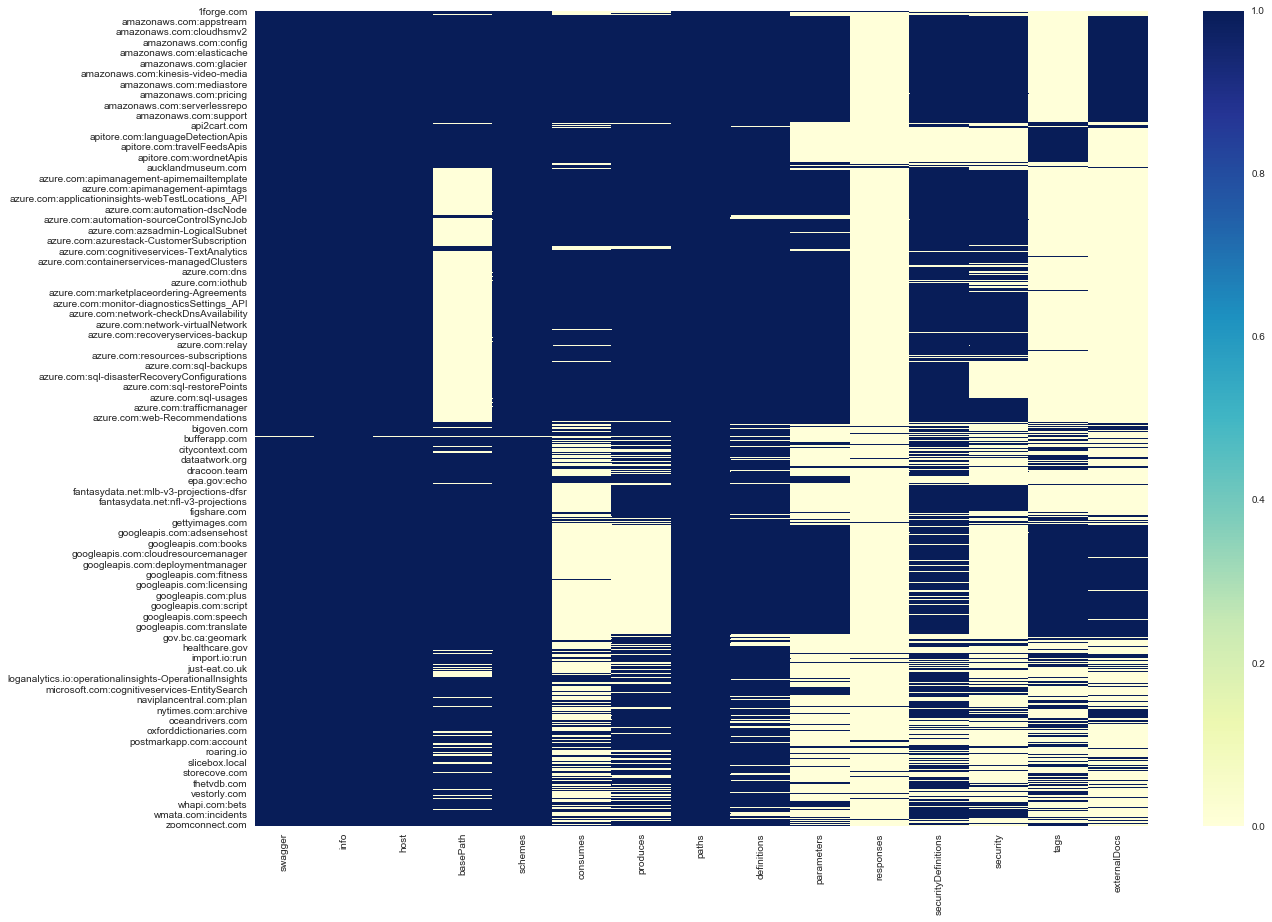 1forge.com
amazonaws.com:appstream
amazonaws.com:cloudhsmv2
amazonaws.com:config
amazonaws.com:elasticache
amazonaws.com:glacier
amazonaws.com:kinesis-video-media
amazonaws.com:mediastore
amazonaws.com:pricing
amazonaws.com:serverlessrepo
amazonaws.com:support
api2cart.com
apitore.com:languageDetectionApis
apitore.com:travelFeedsApis
apitore.com:wordnetApis
aucklandmuseum.com
azure.com:apimanagement-apimemailtemplate
azure.com:apimanagement-apimtags
azure.com:applicationinsights-webTestLocations_API
azure.com:automation-dscNode
azure.com:automation-sourceControlSyncJob
azure.com:azsadmin-LogicalSubnet
azure.com:azurestack-CustomerSubscription
azure.com:cognitiveservices-TextAnalytics
azure.com:containerservices-managedClusters
azure.com:dns
azure.com:iothub
azure.com:marketplaceordering-Agreements
azure.com:monitor-diagnosticsSettings_API
azure.com:network-checkDnsAvailability
azure.com:network-virtualNetwork
azure.com:recoveryservices-backup
azure.com:relay
azure.com:resources-subscriptions
azure.com:sql-backups
azure.com:sql-disasterRecoveryConfigurations
azure.com:sql-restorePoints
azure.com:sql-usages
azure.com:trafficmanager
azure.com:web-Recommendations
bigoven.com
bufferapp.com
citycontext.com
dataatwork.org
dracoon.team
epa.gov:echo
fantasydata.net:mlb-v3-projections-dfsr
fantasydata.net:nfl-v3-projections
figshare.com
gettyimages.com
googleapis.com:adsensehost
googleapis.com:books
googleapis.com:cloudresourcemanager
googleapis.com:deploymentmanager
googleapis.com:fitness
googleapis.com:licensing
googleapis.com:plus
googleapis.com:script
googleapis.com:speech
googleapis.com:translate
gov.bc.ca:geomark
healthcare.gov
import.io:run
just-eat.co.uk
loganalytics.io:operationalinsights-OperationalInsights
microsoft.com:cognitiveservices-EntitySearch
naviplancentral.com:plan
nytimes.com:archive
oceandrivers.com
oxforddictionaries.com
postmarkapp.com:account
roaring.io
slicebox.local
storecove.com
thetvdb.com
vestorly.com
whapi.com:bets
wmata.com:incidents
zoomconnect.com
swagger
info
host
basePath
schemes
consumes
produces
paths
definitions
parameters
responses
securityDefinitions
security
tags
externalDocs
1.0
0.8
0.6
0.4
0.2
0.0